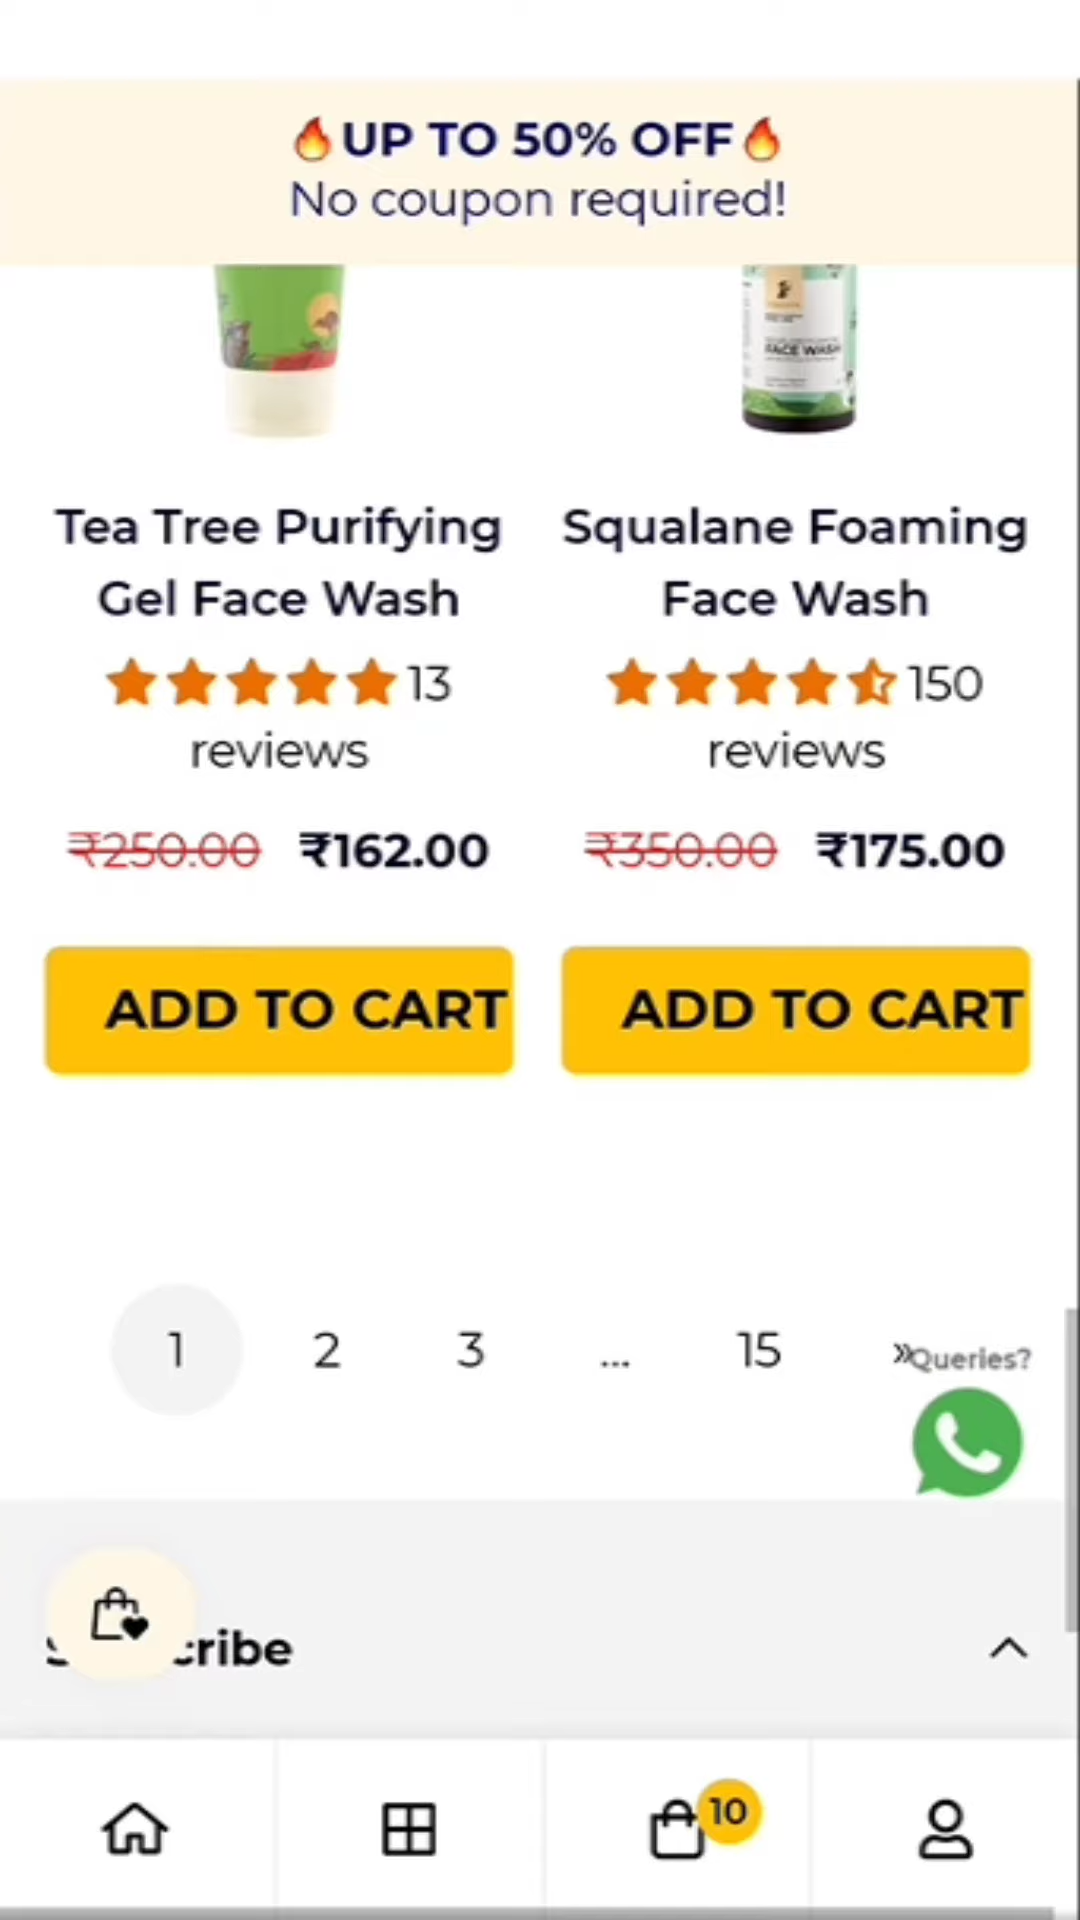 🔥UP TO 50% OFF🔥
No coupon required!
FACE WASH
Tea Tree Purifying
Gel Face Wash
13
reviews
₹250.00 ₹162.00
ADD TO CART
Squalane Foaming
Face Wash
150
reviews
₹350.00 ₹175.00
ADD TO CART
1 2 3 ... 15 »
Queries?
10